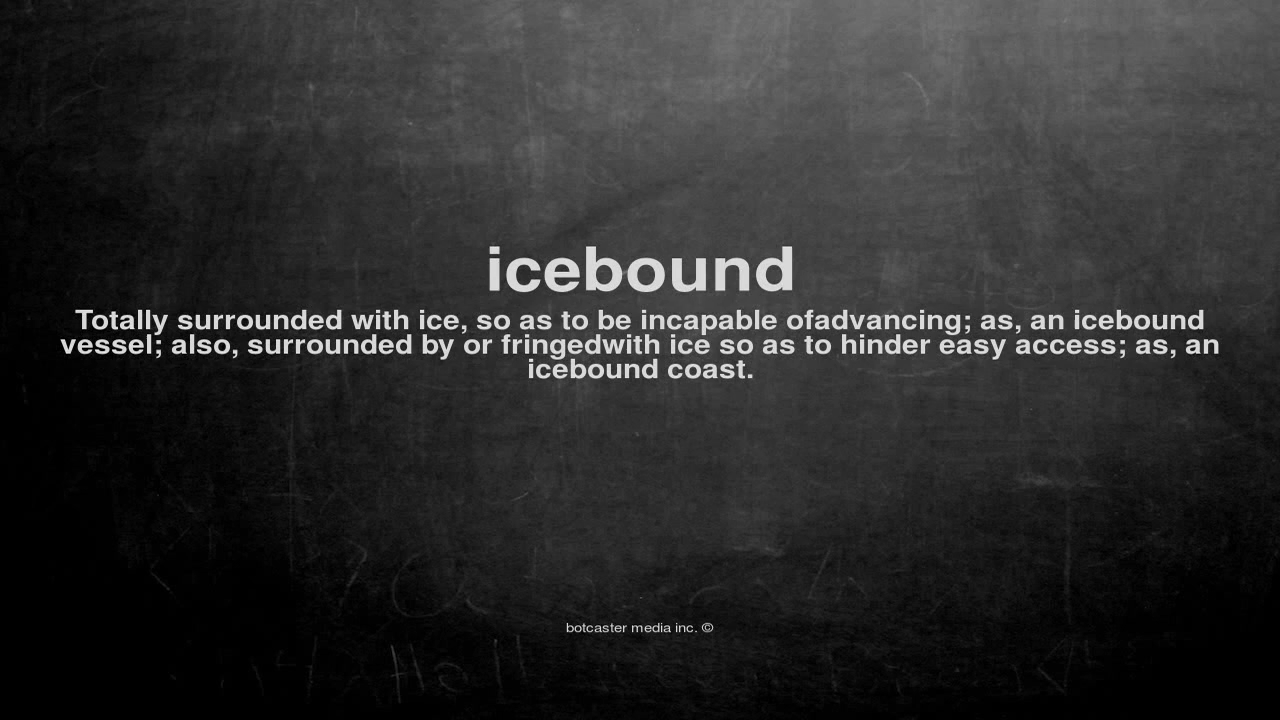 icebound
Totally surrounded with ice, so as to be incapable ofadvancing; as, an icebound
vessel; also, surrounded by or fringedwith ice so as to hinder easy access; as, an
icebound coast.
botcaster media inc. ©